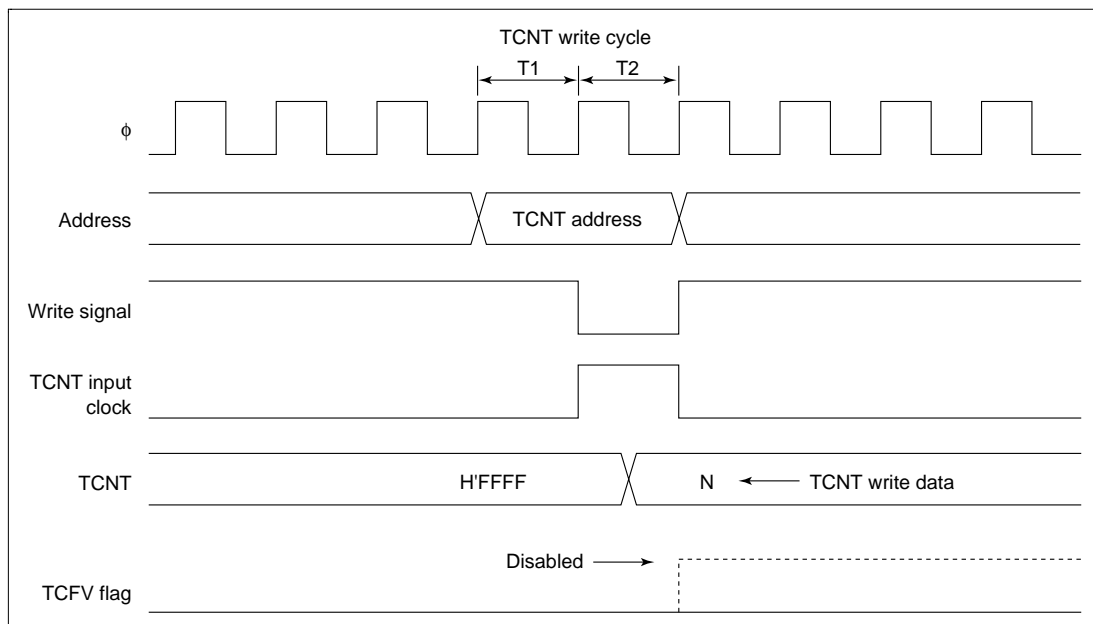 TCNT write cycle
T1 T2
ϕ
Address
TCNT address
Write signal
TCNT input
clock
TCNT
H'FFFF
N
TCNT write data
Disabled
TCFV flag